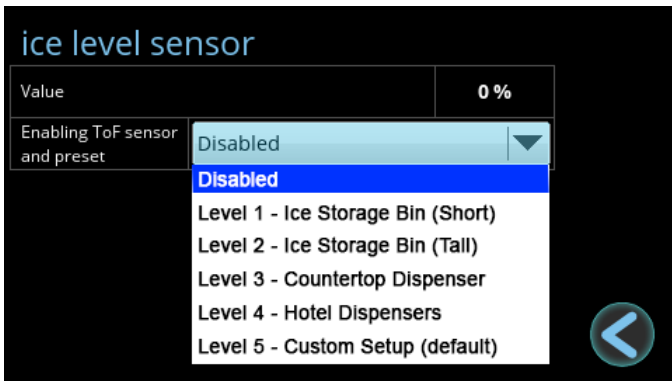 ice level sensor
Value 0 %
Enabling ToF sensor
and preset
Disabled
Disabled
Level 1 - Ice Storage Bin (Short)
Level 2 - Ice Storage Bin (Tall)
Level 3 - Countertop Dispenser
Level 4 - Hotel Dispensers
Level 5 - Custom Setup (default)